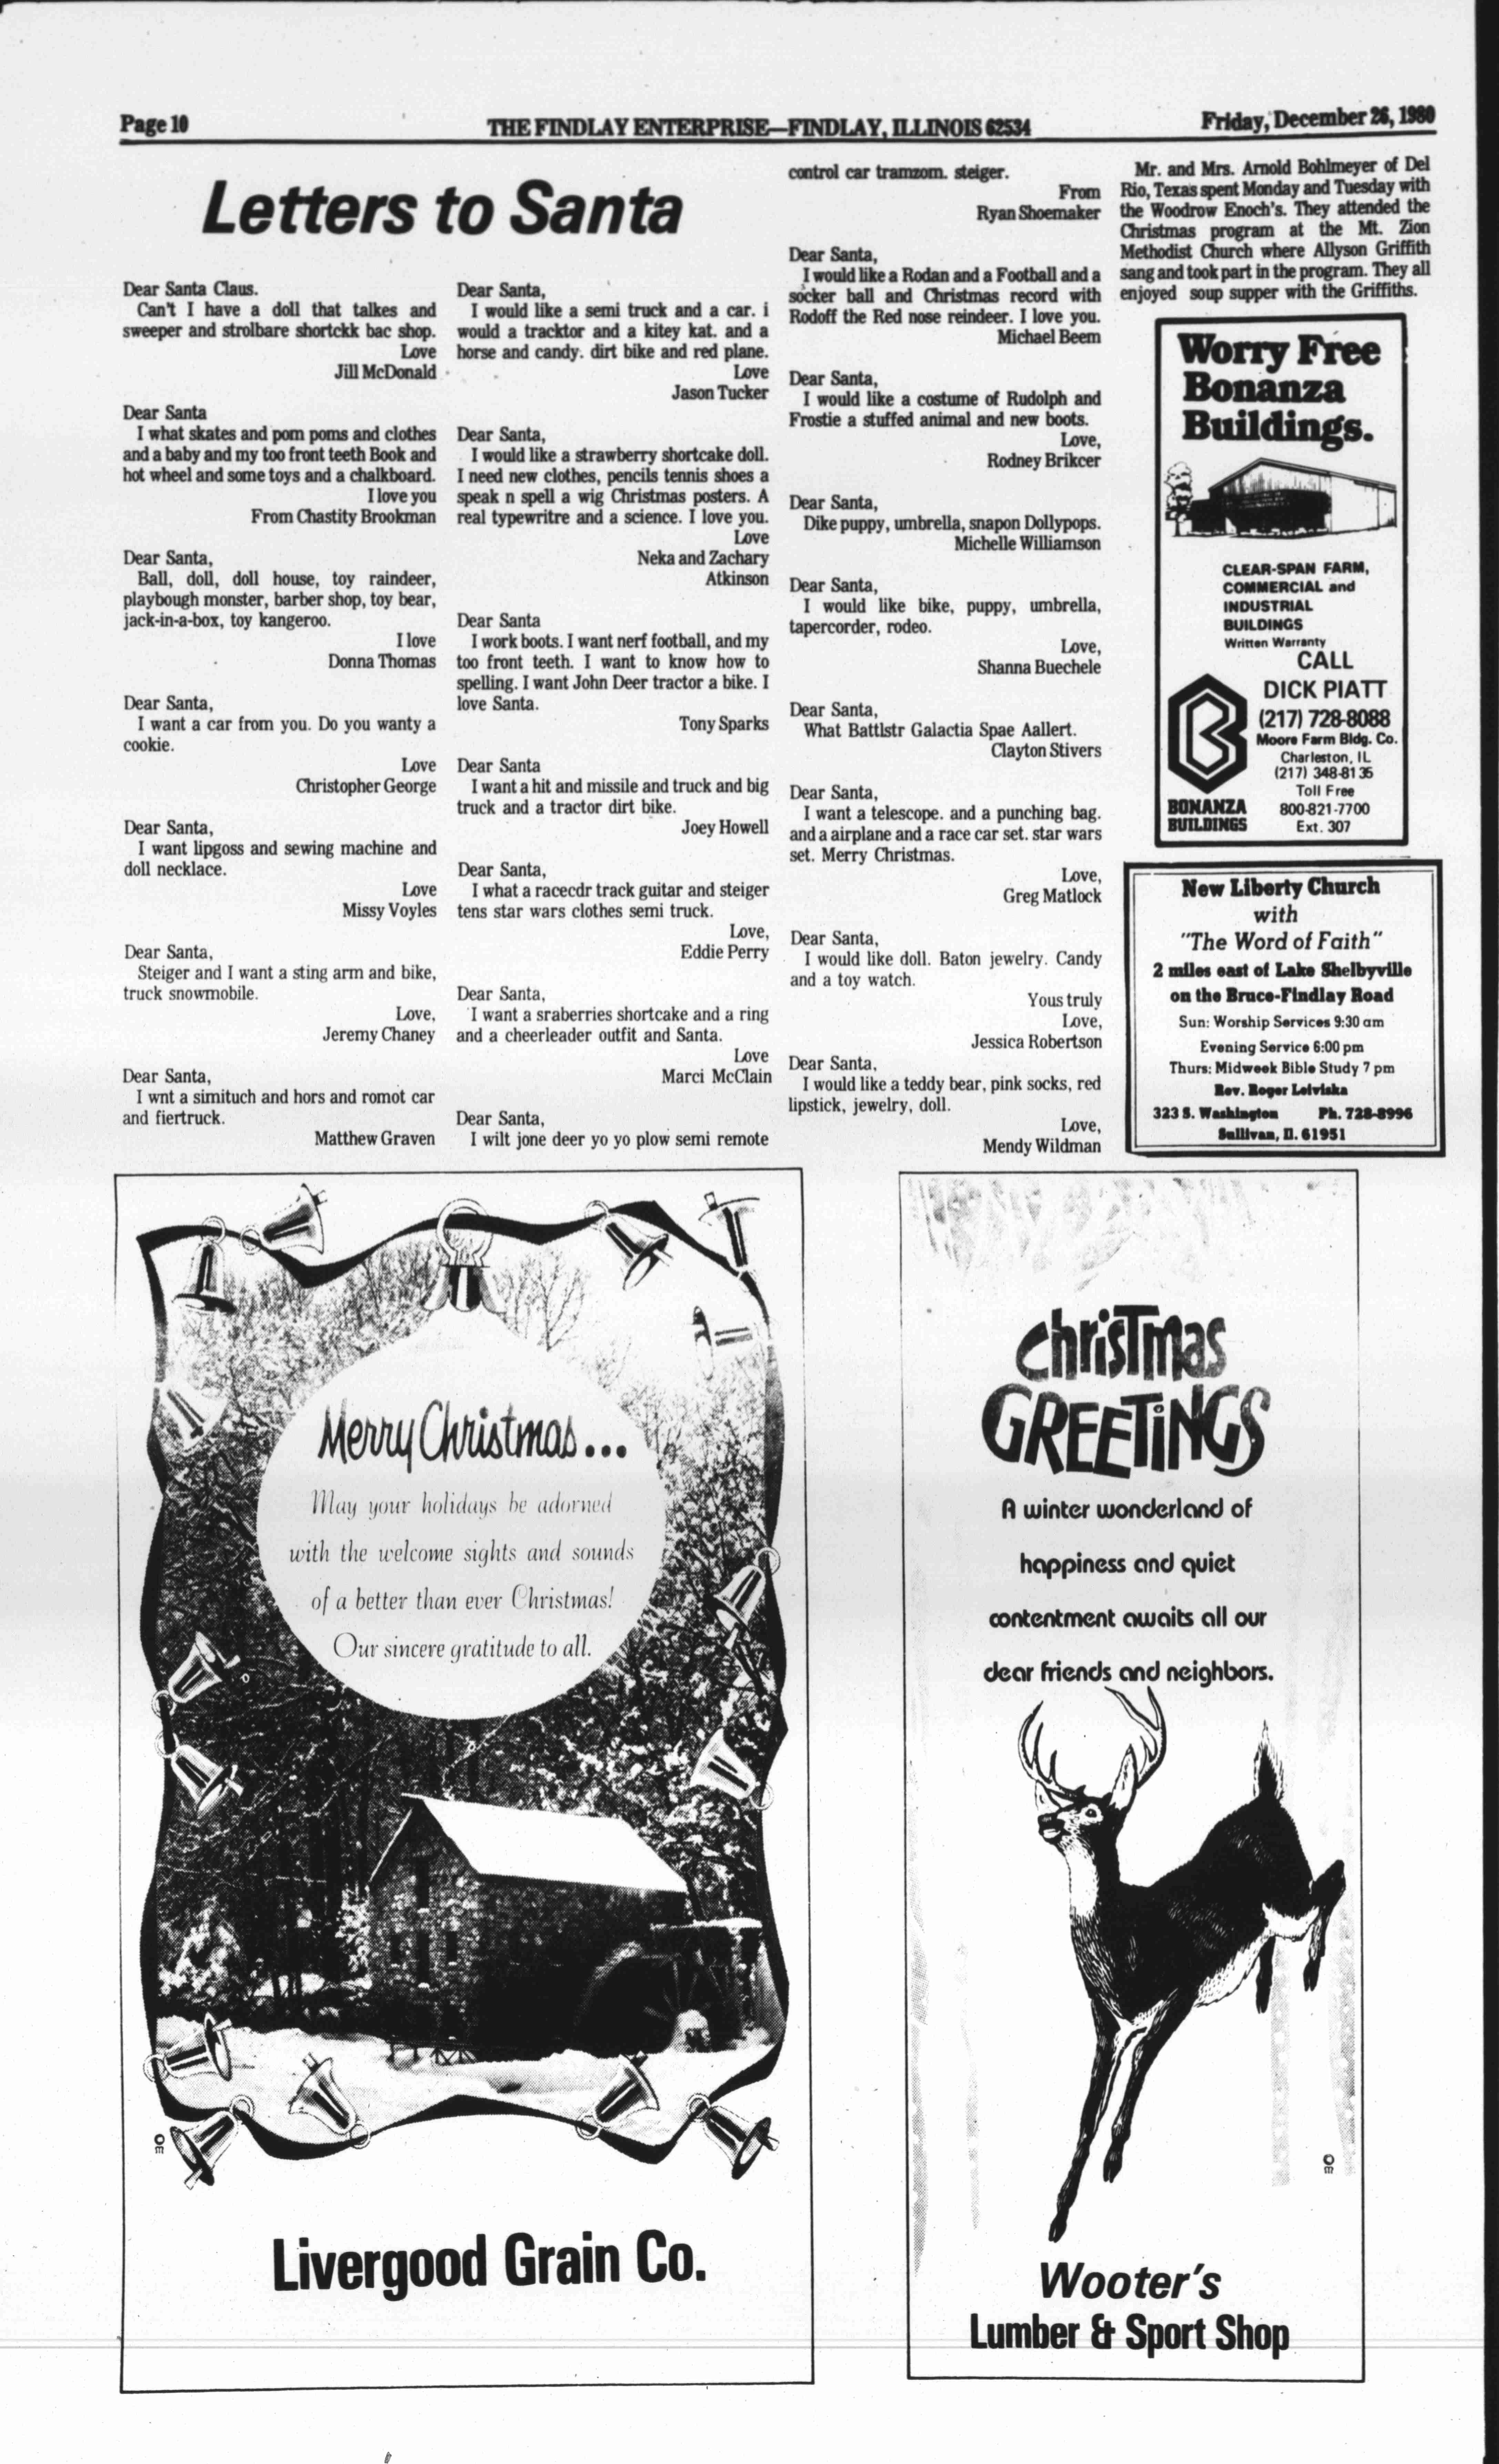 Page 10
THE FINDLAY ENTERPRISE—FINDLAY, ILLINOIS 62534
Friday, December 26, 1980
Letters to Santa
Dear Santa Claus.
Can't I have a doll that talkes and
sweeper and strolbare shortckk bac shop.
Love
Jill McDonald
Dear Santa
I what skates and pom poms and clothes
and a baby and my too front teeth Book and
hot wheel and some toys and a chalkboard.
I love you
From Chastity Brookman
Dear Santa,
Ball, doll, doll house, toy raindeer,
playbough monster, barber shop, toy bear,
jack-in-a-box, toy kangeroo.
I love
Donna Thomas
Dear Santa,
I want a car from you. Do you wanty a
cookie.
Love
Christopher George
Dear Santa,
I want lipgoss and sewing machine and
doll necklace.
Love
Missy Voyles
Dear Santa,
Steiger and I want a sting arm and bike,
truck snowmobile.
Love,
Jeremy Chaney
Dear Santa,
I wnt a simituch and hors and romot car
and fiertruck.
Matthew Graven
Dear Santa,
I would like a semi truck and a car. i
would a tracktor and a kitey kat. and a
horse and candy. dirt bike and red plane.
Love
Jason Tucker
Dear Santa,
I would like a strawberry shortcake doll.
I need new clothes, pencils tennis shoes a
speak n spell a wig Christmas posters. A
real typewritre and a science. I love you.
Love
Neka and Zachary
Atkinson
Dear Santa
I work boots. I want nerf football, and my
too front teeth. I want to know how to
spelling. I want John Deer tractor a bike. I
love Santa.
Tony Sparks
Dear Santa
I want a hit and missile and truck and big
truck and a tractor dirt bike.
Joey Howell
Dear Santa,
I what a racecdr track guitar and steiger
tens star wars clothes semi truck.
Love,
Eddie Perry
Dear Santa,
I want a sraberries shortcake and a ring
and a cheerleader outfit and Santa.
Love
Marci McClain
Dear Santa,
I wilt jone deer yo yo plow semi remote
control car tramzom. steiger.
From
Ryan Shoemaker
Dear Santa,
I would like a Rodan and a Football and a
socker ball and Christmas record with
Rodoff the Red nose reindeer. I love you.
Michael Beem
Dear Santa,
I would like a costume of Rudolph and
Frostie a stuffed animal and new boots.
Love,
Rodney Brikcer
Dear Santa,
Dike puppy, umbrella, snapon Dollypops.
Michelle Williamson
Dear Santa,
I would like bike, puppy, umbrella,
tapercorder, rodeo.
Love,
Shanna Buechele
Dear Santa,
What Battlstr Galactia Spae Aallert.
Clayton Stivers
Dear Santa,
I want a telescope. and a punching bag.
and a airplane and a race car set. star wars
set. Merry Christmas.
Love,
Greg Matlock
Dear Santa,
I would like doll. Baton jewelry. Candy
and a toy watch.
Yous truly
Love,
Jessica Robertson
Dear Santa,
I would like a teddy bear, pink socks, red
lipstick, jewelry, doll.
Love,
Mendy Wildman
Mr. and Mrs. Arnold Bohlmeyer of Del
Rio, Texas spent Monday and Tuesday with
the Woodrow Enoch's. They attended the
Christmas program at the Mt. Zion
Methodist Church where Allyson Griffith
sang and took part in the program. They all
enjoyed soup supper with the Griffiths.
Worry Free
Bonanza
Buildings.
CLEAR-SPAN FARM,
COMMERCIAL and
INDUSTRIAL
BUILDINGS
Written Warranty
CALL
DICK PIATT
(217) 728-8088
Moore Farm Bldg. Co.
Charleston, IL
(217) 348-8135
Toll Free
800-821-7700
Ext. 307
BONANZA
BUILDINGS
New Liberty Church
with
"The Word of Faith"
2 miles east of Lake Shelbyville
on the Bruce-Findlay Road
Sun: Worship Services 9:30 am
Evening Service 6:00 pm
Thurs: Midweek Bible Study 7 pm
Rev. Roger Leiviska
323 S. Washington Ph. 728-8996
Sullivan, Il. 61951
Merry Christmas...
May your holidays be adorned
with the welcome sights and sounds
of a better than ever Christmas!
Our sincere gratitude to all.
Livergood Grain Co.
Christmas
GREETINGS
A winter wonderland of
happiness and quiet
contentment awaits all our
dear friends and neighbors.
Wooter's
Lumber & Sport Shop